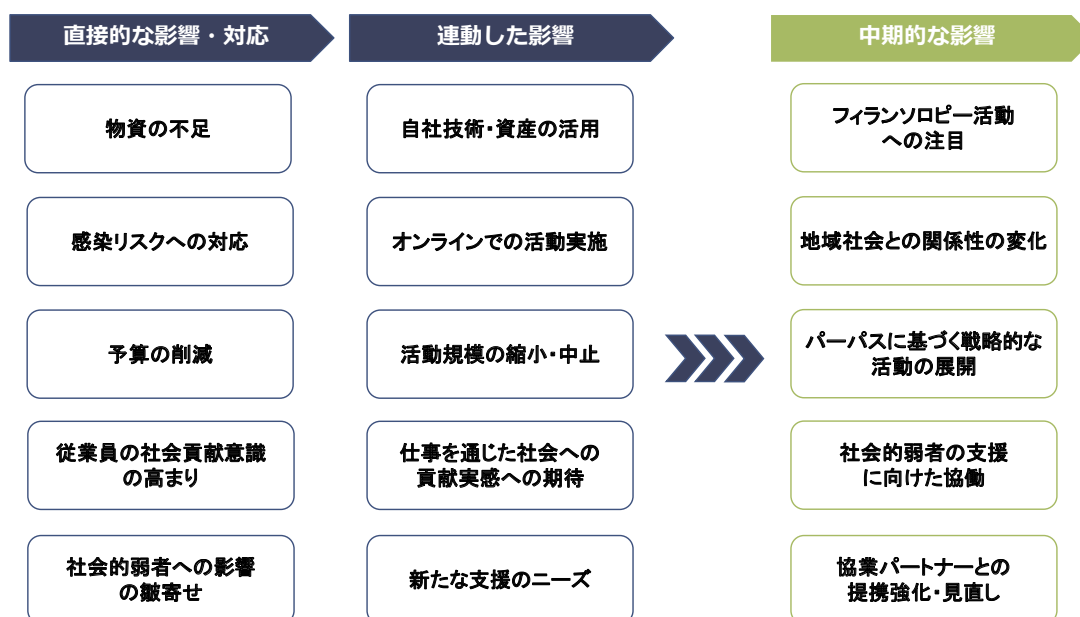 直接的な影響・対応
連動した影響
中期的な影響
物資の不足
自社技術・資産の活用
フィランソロピー活動
への注目
感染リスクへの対応
オンラインでの活動実施
地域社会との関係性の変化
予算の削減
活動規模の縮小・中止
パーパスに基づく戦略的な
活動の展開
従業員の社会貢献意識
の高まり
仕事を通じた社会への
貢献実感への期待
社会的弱者の支援
に向けた協働
社会的弱者への影響
の皺寄せ
新たな支援のニーズ
協業パートナーとの
提携強化・見直し